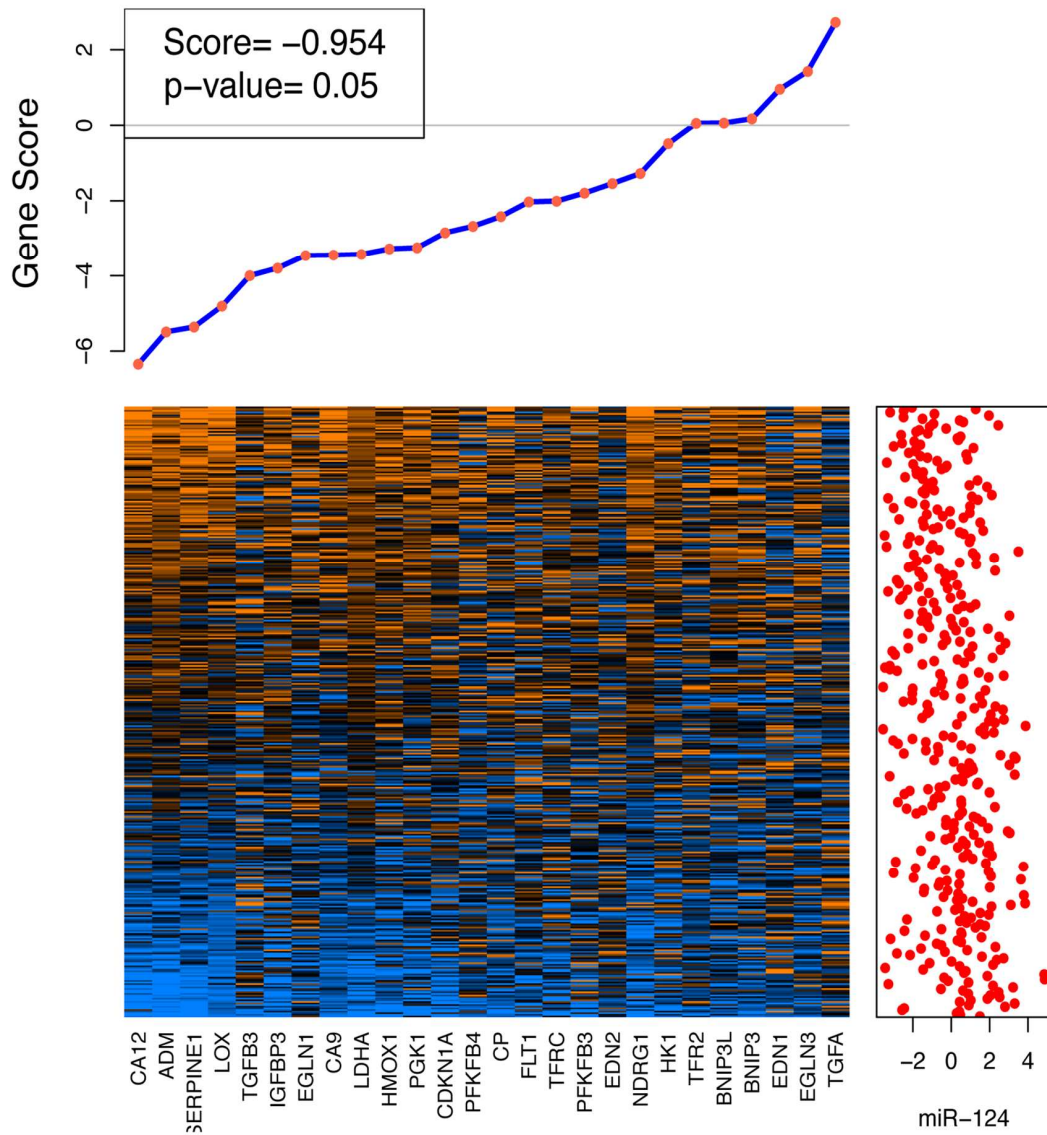 Score= −0.954
p−value= 0.05
Gene Score
2
0
−2
−4
−6
CA12
ADM
SERPINE1
LOX
TGFB3
IGFBP3
EGLN1
CA9
LDHA
HMOX1
PGK1
CDKN1A
PFKFB4
CP
FLT1
TFRC
PFKFB3
EDN2
NDRG1
HK1
TFR2
BNIP3L
BNIP3
EDN1
EGLN3
TGFA
−2 0 2 4
miR−124